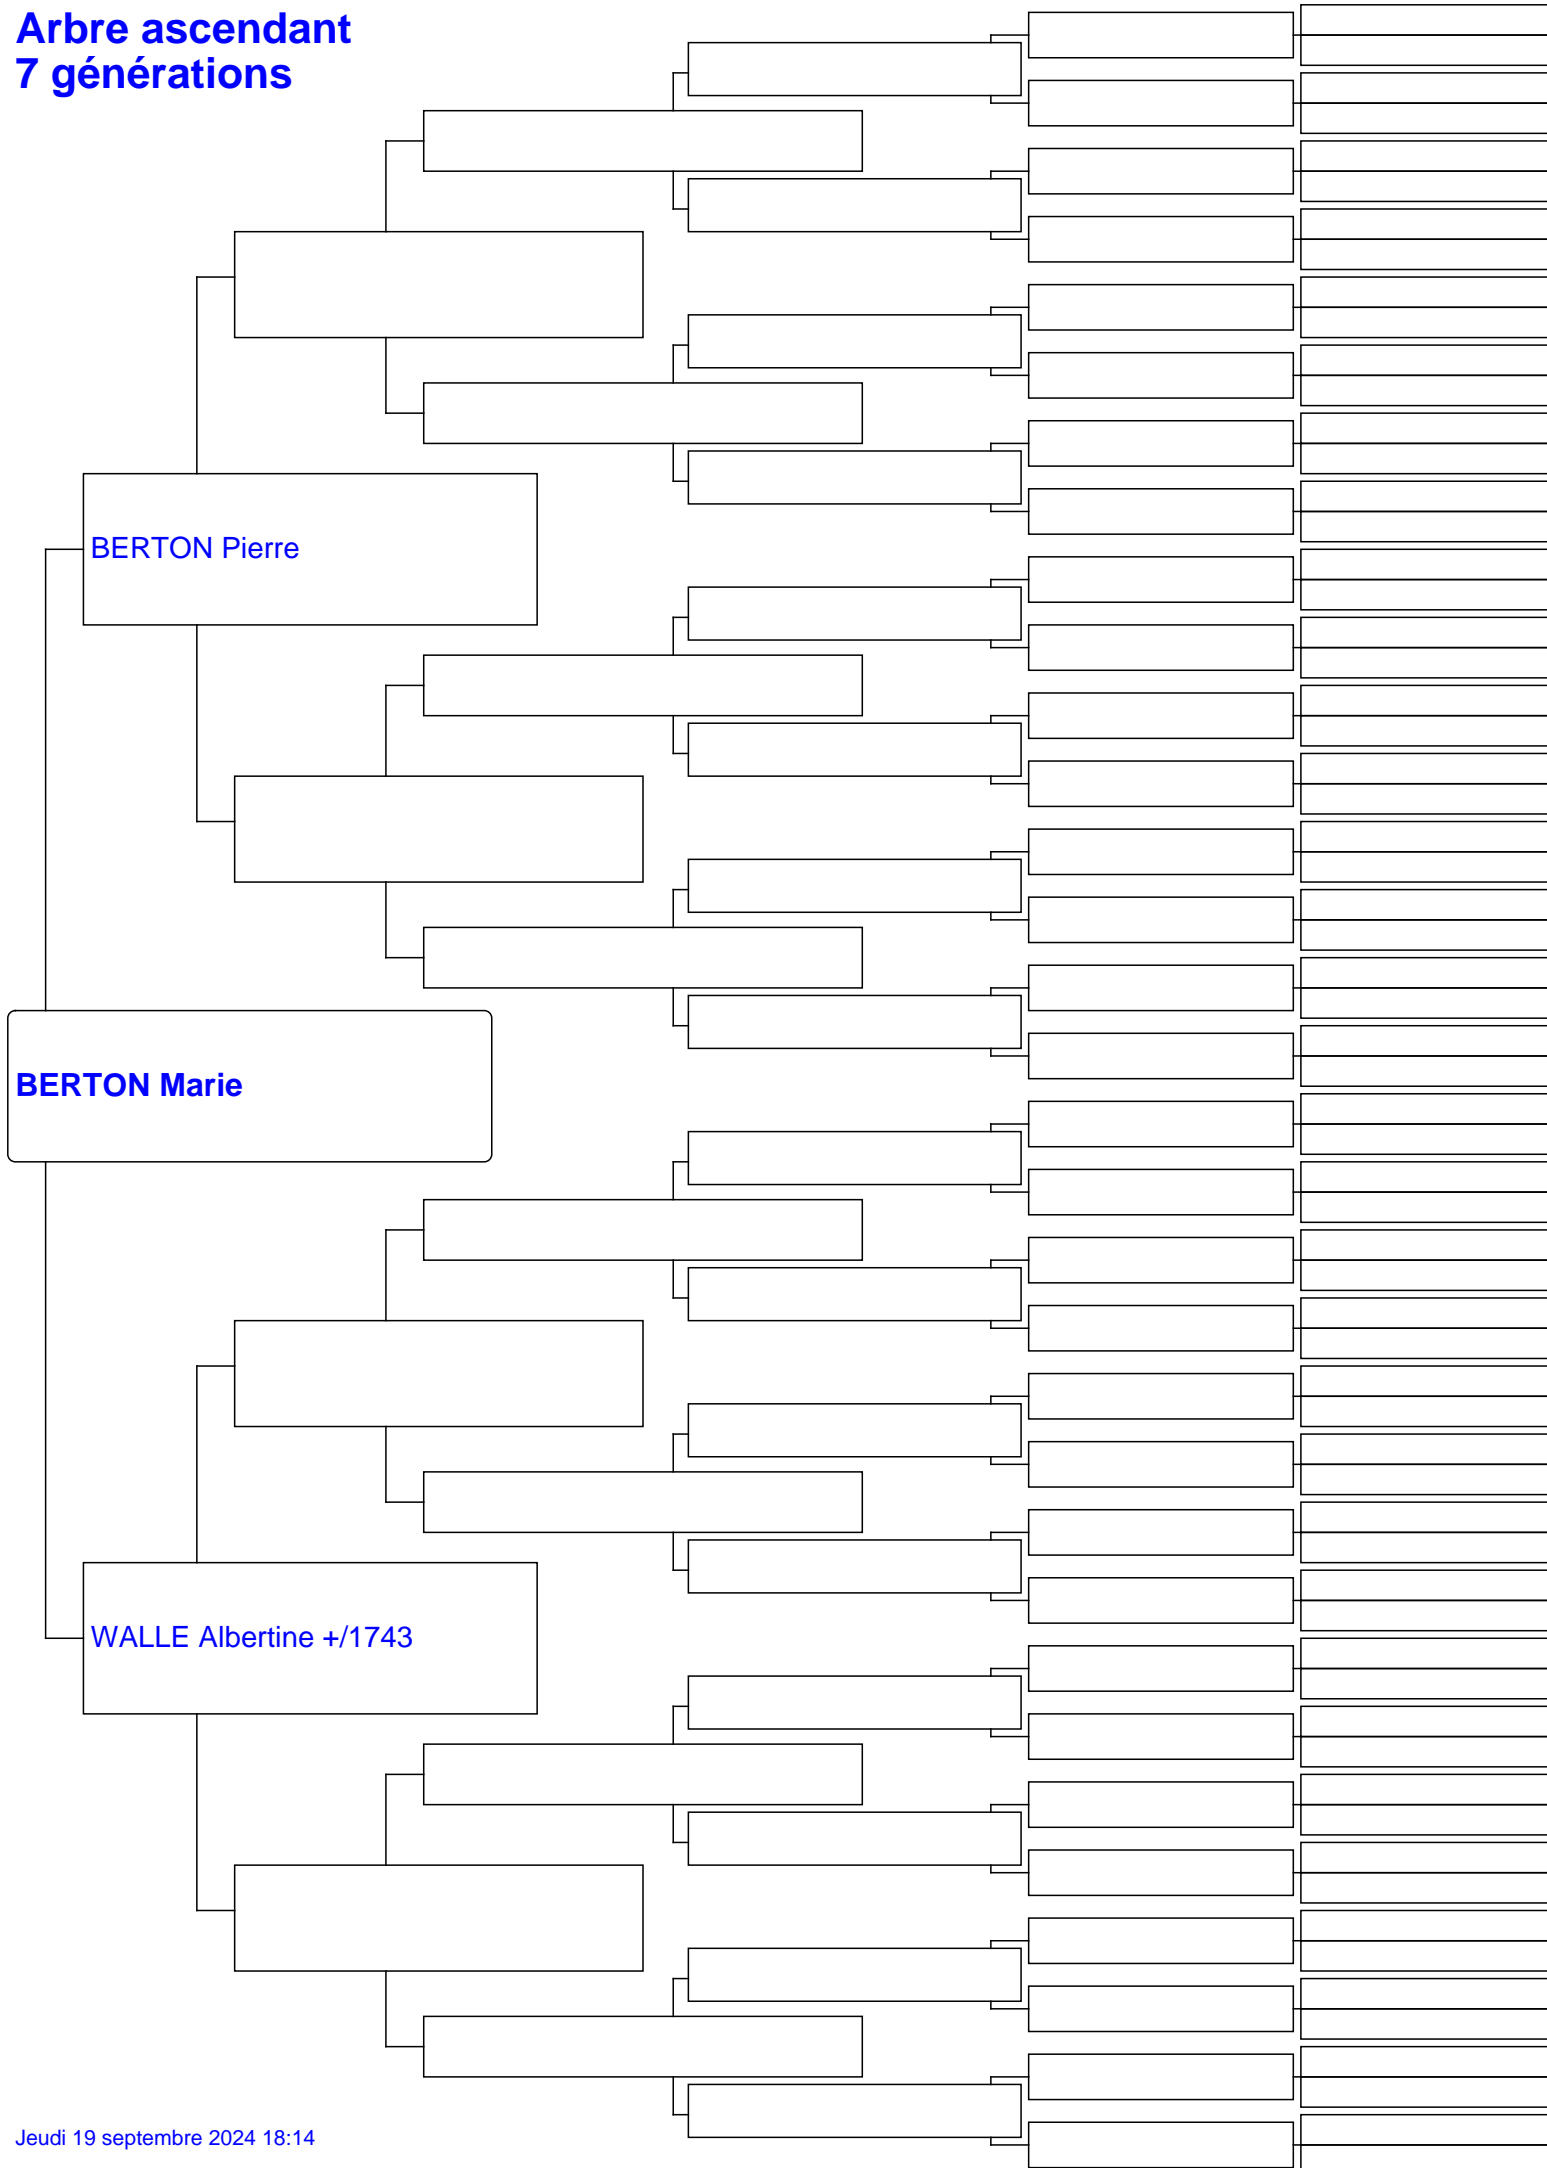 Arbre ascendant
7 générations
BERTON Pierre
BERTON Marie
WALLE Albertine +/1743
Jeudi 19 septembre 2024 18:14